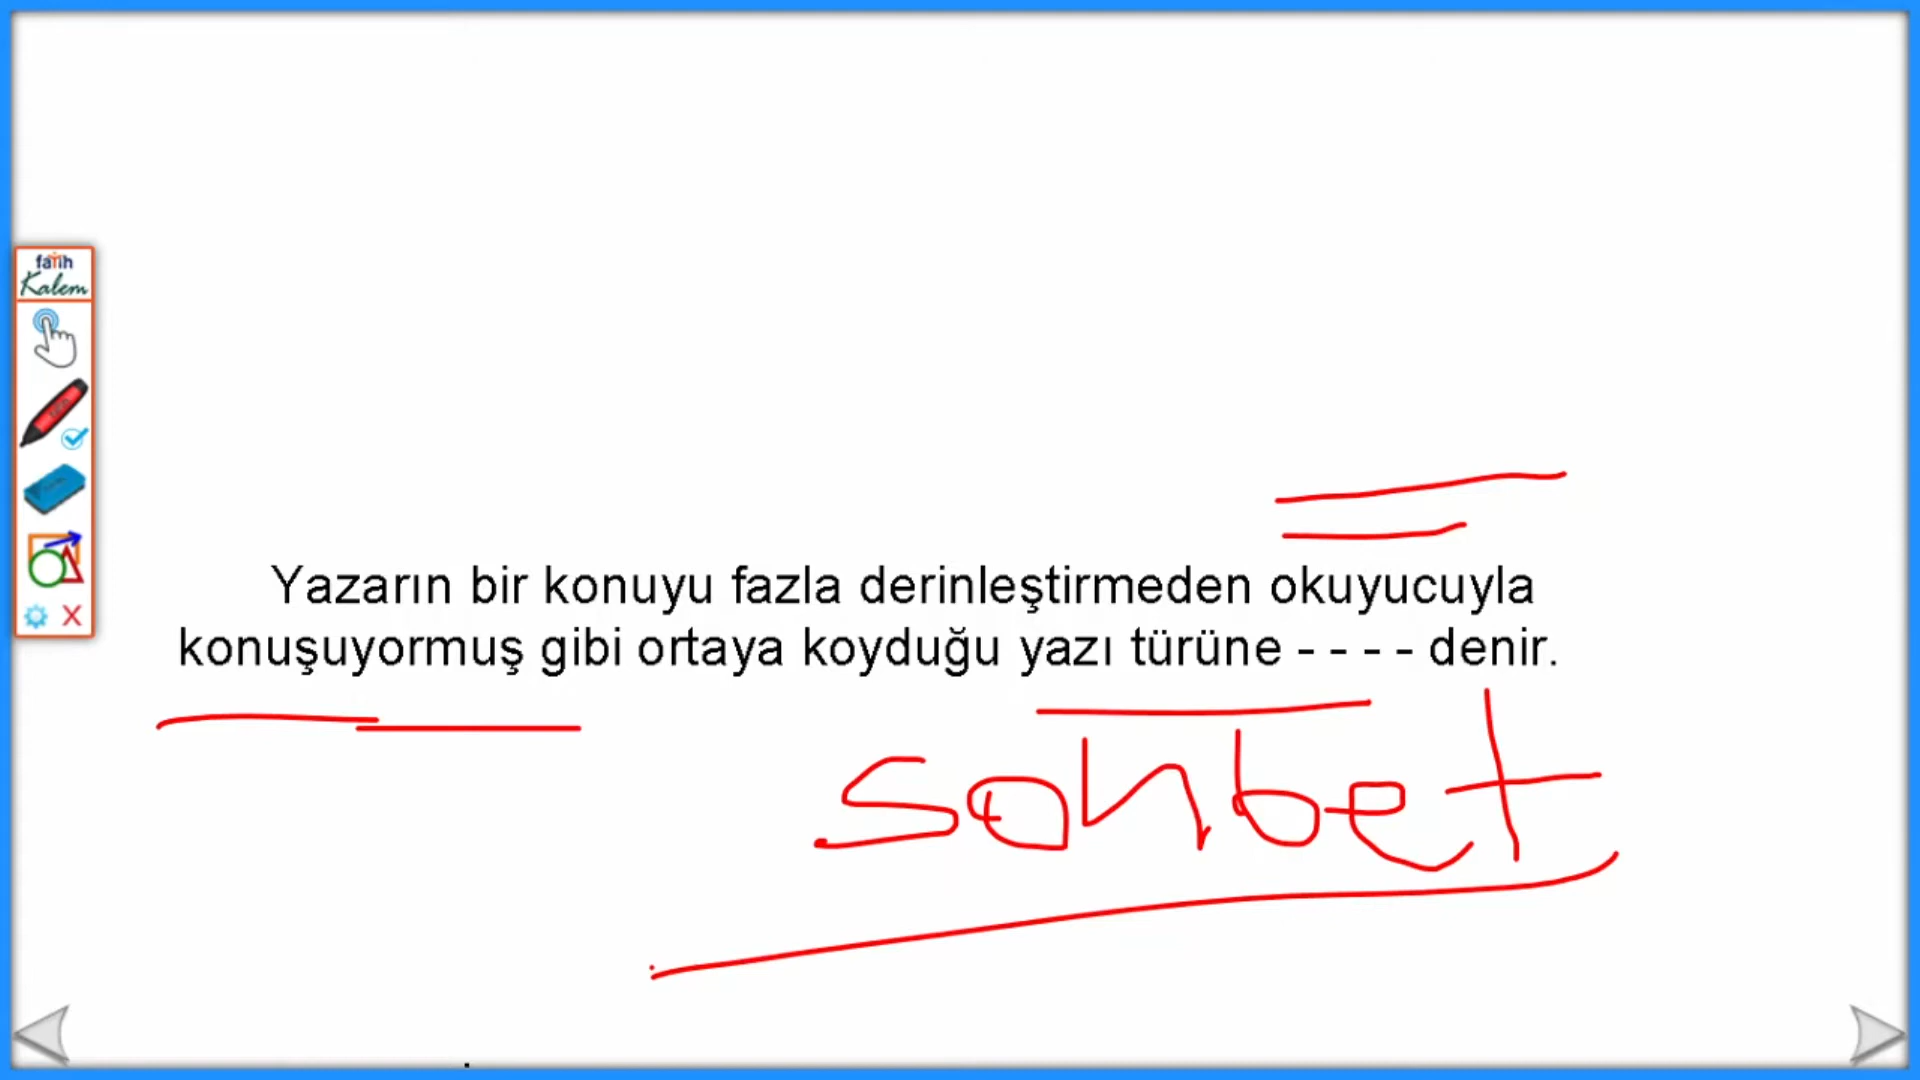 fatih
Kalem
Yazarın bir konuyu fazla derinleştirmeden okuyucuyla
konuşuyormuş gibi ortaya koyduğu yazı türüne - - - - denir.
sohbet